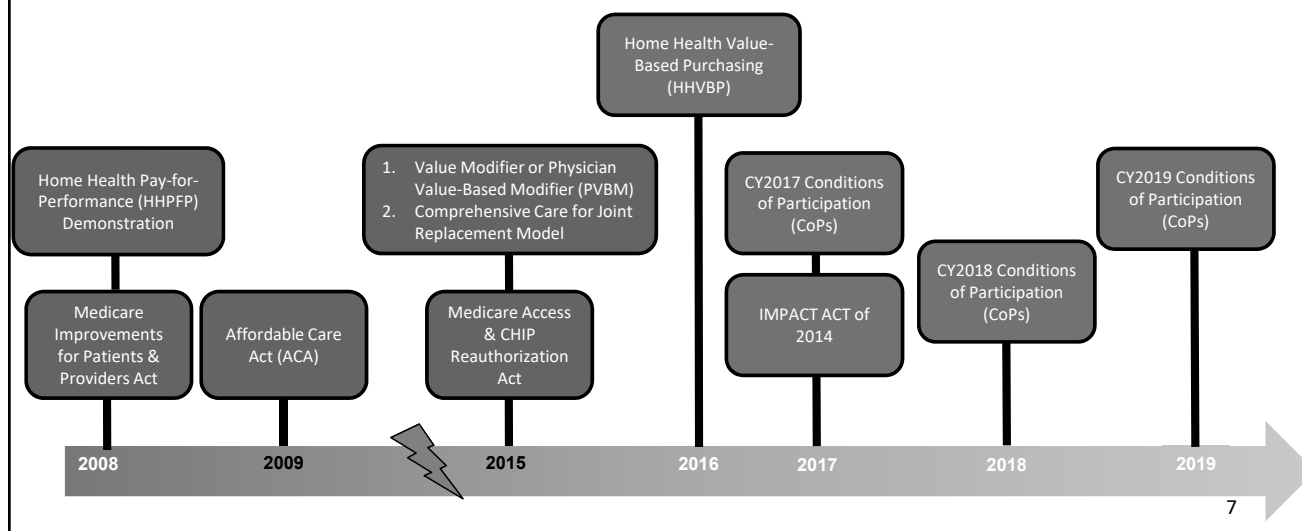 Home Health Value-
Based Purchasing
(HHVBP)
Home Health Pay-for-
Performance (HHPFP)
Demonstration
1. Value Modifier or Physician
Value-Based Modifier (PVBM)
2. Comprehensive Care for Joint
Replacement Model
CY2017 Conditions
of Participation
(CoPs)
CY2019 Conditions
of Participation
(CoPs)
CY2018 Conditions
of Participation
(CoPs)
Medicare
Improvements
for Patients &
Providers Act
Affordable Care
Act (ACA)
Medicare Access
& CHIP
Reauthorization
Act
IMPACT ACT of
2014
2008
2009
2015
2016
2017
2018
2019
7